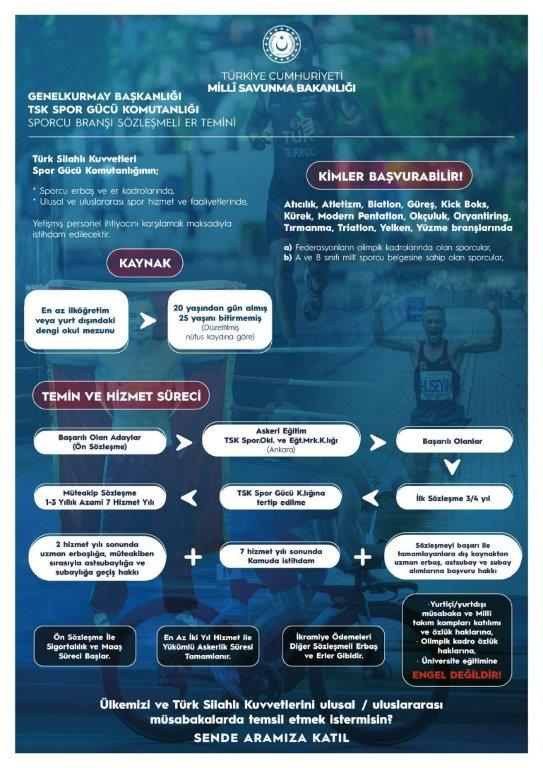 TÜRKİYE CUMHURİYETİ
MİLLÎ SAVUNMA BAKANLIĞI
GENELKURMAY BAŞKANLIĞI
TSK SPOR GÜCÜ KOMUTANLIĞI
SPORCU BRANŞI SÖZLEŞMELİ ER TEMİNİ
Türk Silahlı Kuvvetleri
Spor Gücü Komutanlığının;
* Sporcu erbaş ve er kadrolarında,
* Ulusal ve uluslararası spor hizmet ve faaliyetlerinde,
Yetişmiş personel ihtiyacını karşılamak maksadıyla
istihdam edilecektir.
KİMLER BAŞVURABİLİR!
Atıcılık, Atletizm, Biatlon, Güreş, Kick Boks,
Kürek, Modern Pentatlon, Okçuluk, Oryantiring,
Tırmanma, Triatlon, Yelken, Yüzme branşlarında
a) Federasyonların olimpik kadrolarında olan sporcular,
b) A ve B sınıfı millî sporcu belgesine sahip olan sporcular,
KAYNAK
En az ilköğretim
veya yurt dışındaki
dengi okul mezunu
20 yaşından gün almış
25 yaşını bitirmemiş
(Düzeltilmiş
nüfus kaydına göre)
TUR
TSK SPOR GÜCÜ
HUSEYIN
TEMİN VE HİZMET SÜRECİ
Başarılı Olan Adaylar
(Ön Sözleşme)
Askeri Eğitim
TSK Spor.Okl. ve Eğt.Mrk.K.lığı
(Ankara)
Başarılı Olanlar
Müteakip Sözleşme
1-3 Yıllık Azami 7 Hizmet Yılı
TSK Spor Gücü K.lığına
tertip edilme
İlk Sözleşme 3/4 yıl
2 hizmet yılı sonunda
uzman erbaşlığa, müteakiben
sırasıyla astsubaylığa ve
subaylığa geçiş hakkı
7 hizmet yılı sonunda
Kamuda istihdam
Sözleşmeyi başarı ile
tamamlayanlara dış kaynaktan
uzman erbaş, astsubay ve subay
alımlarına başvuru hakkı
Ön Sözleşme İle
Sigortalılık ve Maaş
Süreci Başlar.
En Az İki Yıl Hizmet ile
Yükümlü Askerlik Süresi
Tamamlanır.
İkramiye Ödemeleri
Diğer Sözleşmeli Erbaş
ve Erler Gibidir.
·Yurtiçi/yurtdışı
müsabaka ve Millî
takım kampları katılımı
ve özlük haklarına,
· Olimpik kadro özlük
haklarına,
· Üniversite eğitimine
ENGEL DEĞİLDİR!
Ülkemizi ve Türk Silahlı Kuvvetlerini ulusal / uluslararası
müsabakalarda temsil etmek istermisin?
SENDE ARAMIZA KATIL